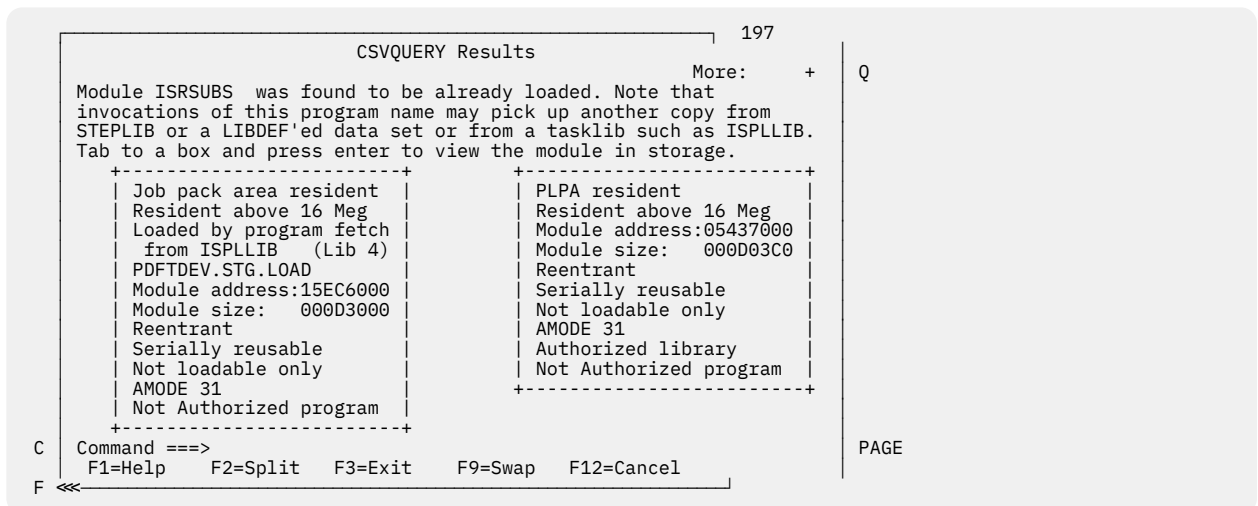 197
CSVQUERY Results
More:     +   Q
Module ISRSUBS  was found to be already loaded. Note that
invocations of this program name may pick up another copy from
STEPLIB or a LIBDEF'ed data set or from a tasklib such as ISPLLIB.
Tab to a box and press enter to view the module in storage.
+-------------------------+         +-------------------------+
| Job pack area resident  |         | PLPA resident           |
| Resident above 16 Meg   |         | Resident above 16 Meg   |
| Loaded by program fetch |         | Module address:05437000 |
|  from ISPLLIB   (Lib 4) |         | Module size:   000D03C0 |
| PDFTDEV.STG.LOAD        |         | Reentrant               |
| Module address:15EC6000 |         | Serially reusable       |
| Module size:   000D3000 |         | Not loadable only       |
| Reentrant               |         | AMODE 31                |
| Serially reusable       |         | Authorized library      |
| Not loadable only       |         | Not Authorized program  |
| AMODE 31                |         +-------------------------+
| Not Authorized program  |
+-------------------------+
C  Command ===>   PAGE
F1=Help    F2=Split   F3=Exit    F9=Swap   F12=Cancel
F <<<